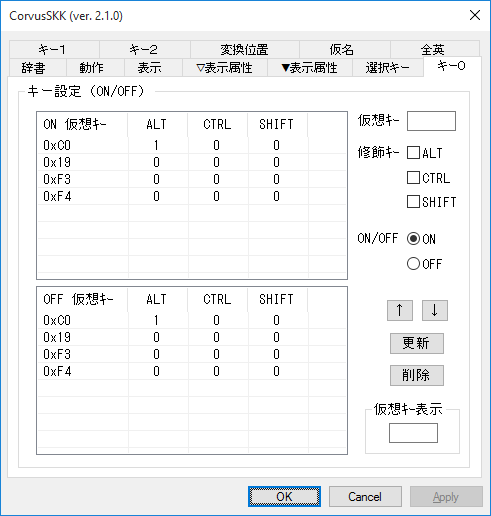 CorvusSKK (ver. 2.1.0)
キー1 キー2 変換位置 仮名 全英
辞書 動作 表示 ▽表示属性 ▼表示属性 選択キー キー0
キー設定 (ON/OFF)
ON 仮想キー ALT CTRL SHIFT
0xC0 1 0 0
0x19 0 0 0
0xF3 0 0 0
0xF4 0 0 0
仮想キー
修飾キー ALT
CTRL
SHIFT
ON/OFF ON
OFF
OFF 仮想キー ALT CTRL SHIFT
0xC0 1 0 0
0x19 0 0 0
0xF3 0 0 0
0xF4 0 0 0
↑ ↓
更新
削除
仮想キー表示
OK Cancel Apply